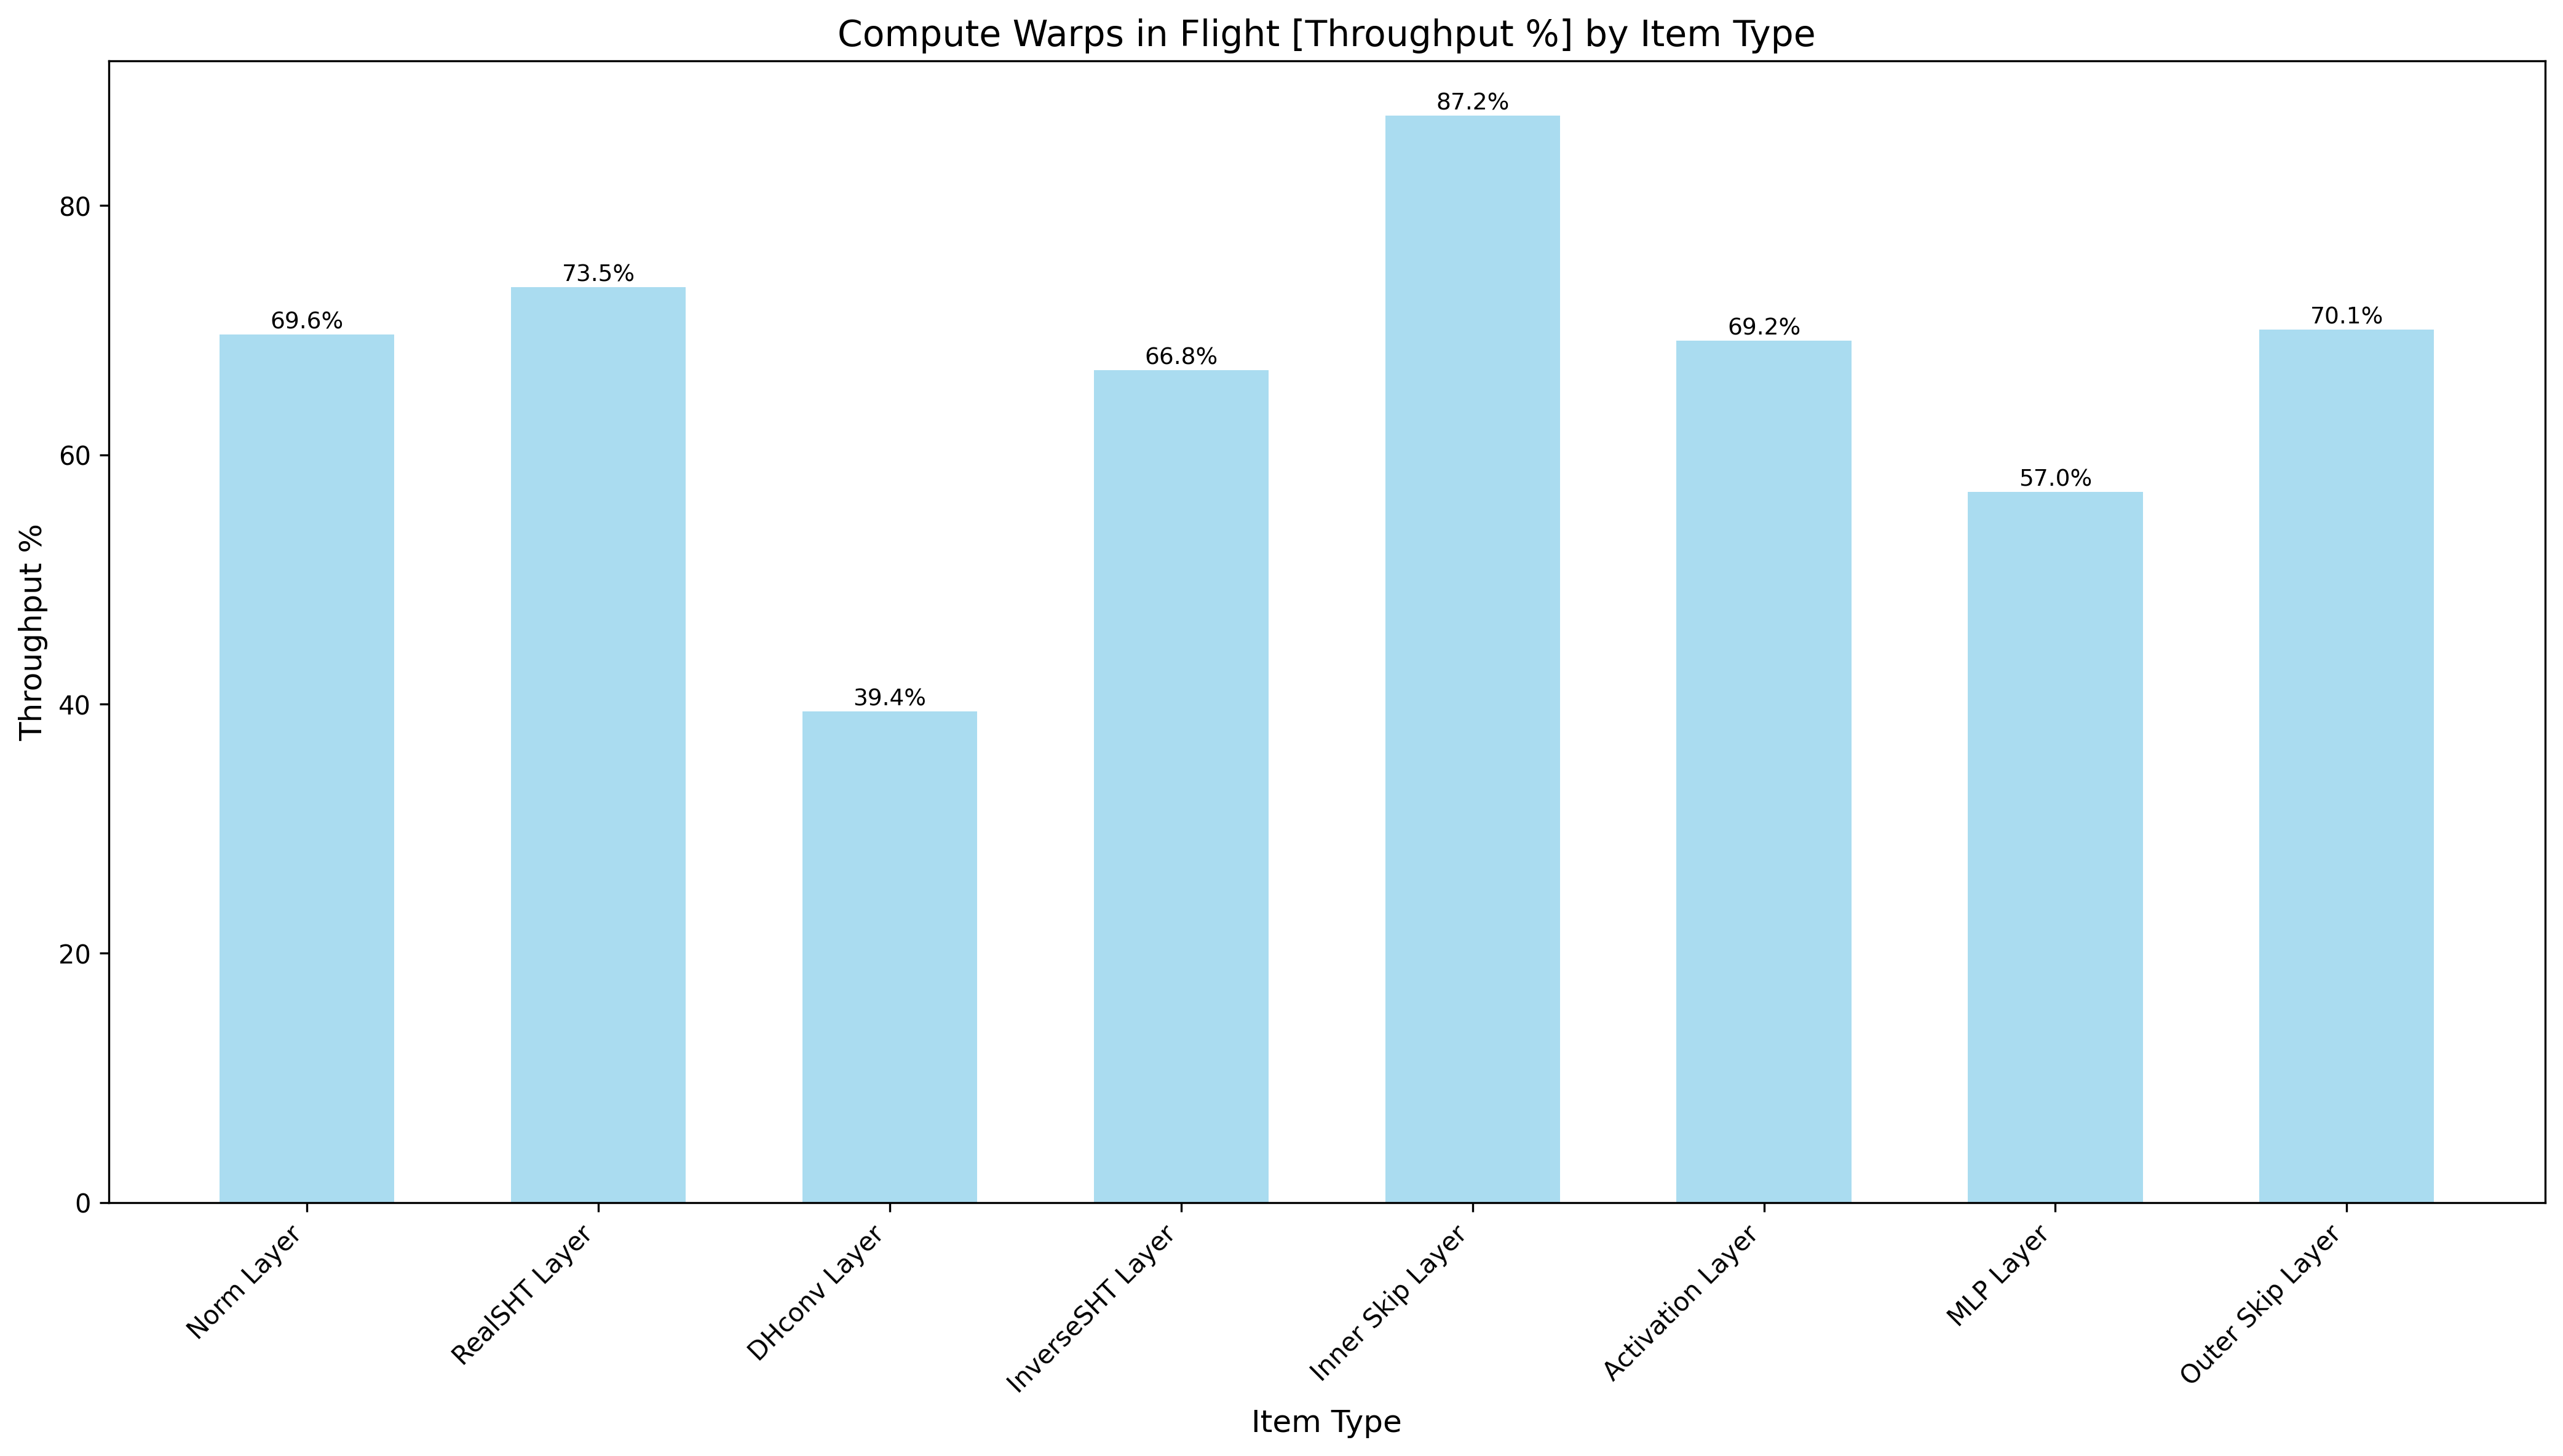 Compute Warps in Flight [Throughput %] by Item Type
87.2%
80
73.5%
69.6%
69.2%
70.1%
66.8%
60
57.0%
Throughput %
40
39.4%
20
0
Norm Layer
RealSHT Layer
DHconv Layer
InverseSHT Layer
Inner Skip Layer
Activation Layer
MLP Layer
Outer Skip Layer
Item Type